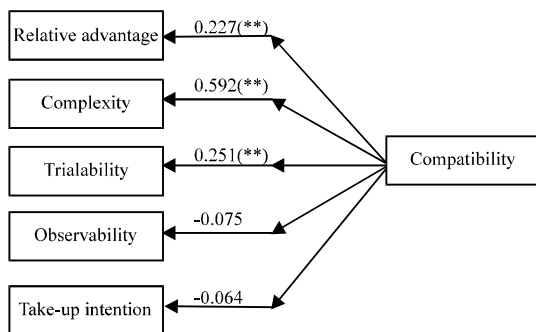 Relative advantage
0.227(**)
Complexity
0.592(**)
Trialability
0.251(**)
Compatibility
Observability
-0.075
Take-up intention
-0.064